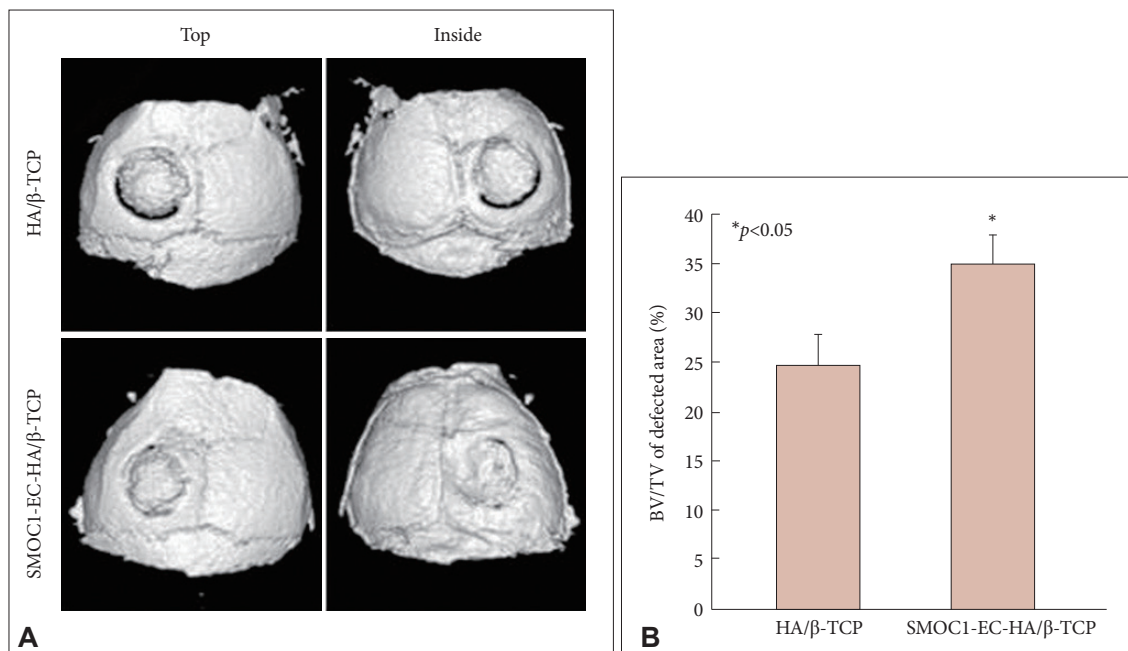 Top
Inside
HA/β-TCP
SMOC1-EC-HA/β-TCP
A
BV/TV of defected area (%)
40
35
30
25
20
15
10
5
0
*p<0.05
*
HA/β-TCP
SMOC1-EC-HA/β-TCP
B